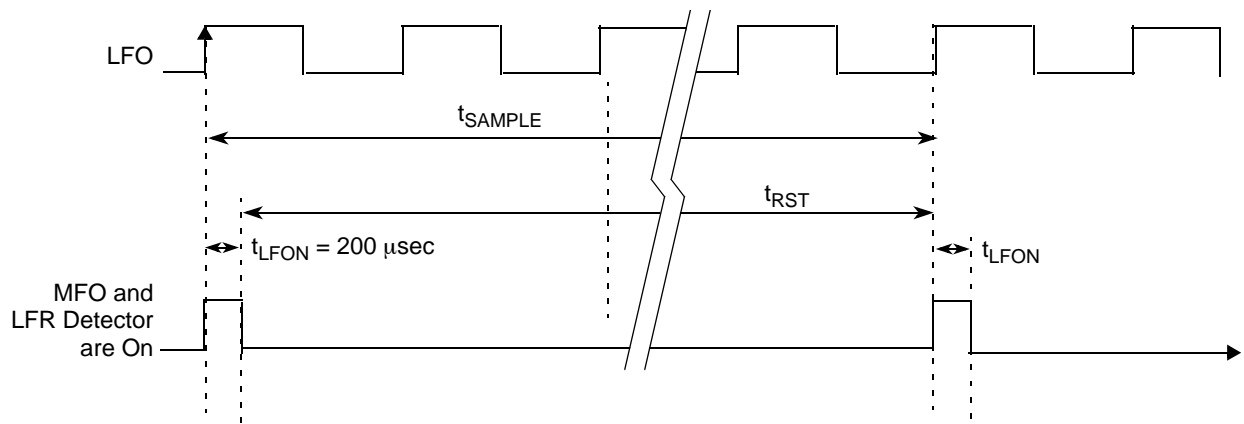 LFO
tSAMPLE
tRST
tLFON = 200 μsec
tLFON
MFO and
LFR Detector
are On